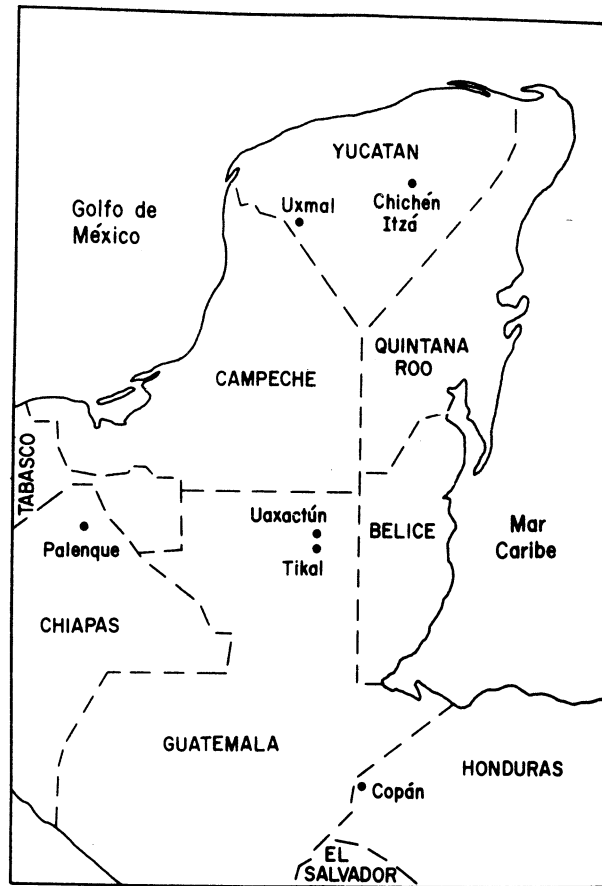 YUCATAN
Chichén
Itzá
Uxmal
Golfo de
México
QUINTANA
ROO
CAMPECHE
TABASCO
Uaxactún
Tikal
BELICE
Mar
Caribe
Palenque
CHIAPAS
GUATEMALA
HONDURAS
Copán
EL
SALVADOR